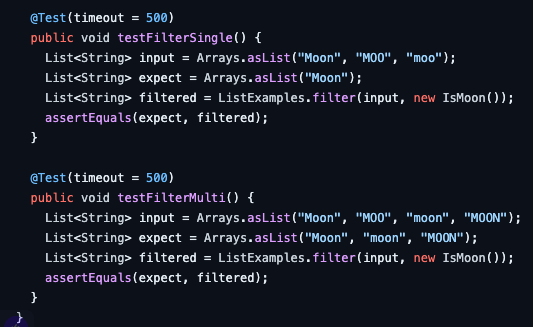 @Test(timeout = 500)
public void testFilterSingle() {
List<String> input = Arrays.asList("Moon", "MOO", "moo");
List<String> expect = Arrays.asList("Moon");
List<String> filtered = ListExamples.filter(input, new IsMoon());
assertEquals(expect, filtered);
}
@Test(timeout = 500)
public void testFilterMulti() {
List<String> input = Arrays.asList("Moon", "MOO", "moon", "MOON");
List<String> expect = Arrays.asList("Moon", "moon", "MOON");
List<String> filtered = ListExamples.filter(input, new IsMoon());
assertEquals(expect, filtered);
}
}